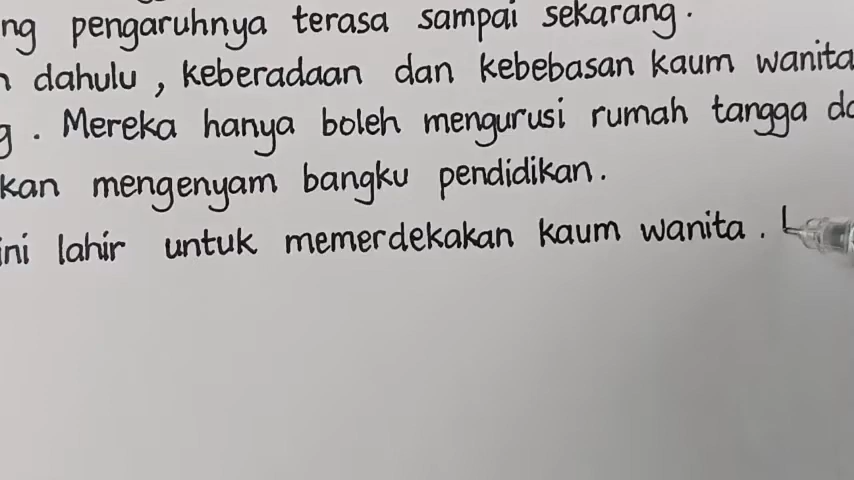 ng pengaruhnya terasa sampai sekarang.
dahulu, keberadaan dan kebebasan kaum wanita
g. Mereka hanya boleh mengurusi rumah tangga da
kan mengenyam bangku pendidikan.
ini lahir untuk memerdekakan kaum wanita. L